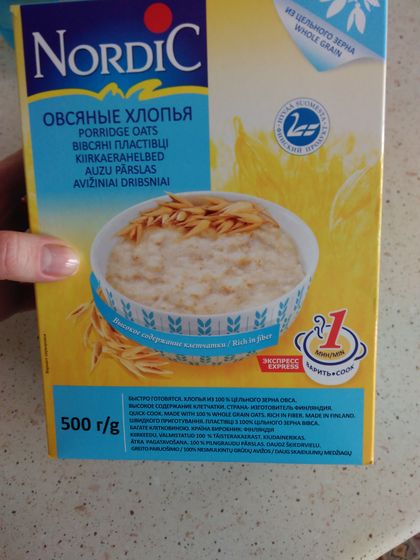 ИЗ ЦЕЛЬНОГО ЗЕРНА
WHOLE GRAIN
NORDIC
ОВСЯНЫЕ ХЛОПЬЯ
PORRIDGE OATS
ВІВСЯНІ ПЛАСТІВЦІ
KIIRKAERAHELBED
AUZU PĀRSLAS
AVIŽINIAI DRIBSNIAI
HYVÄÄ SUOMESTA
ФИНСКИЙ ПРОДУКТ
Высокое содержание клетчатки / Rich in fiber
1
МИН/MIN
ВАРИТЬ • COOK
ЭКСПРЕСС
EXPRESS
500 г/g
БЫСТРО ГОТОВЯТСЯ. ХЛОПЬЯ ИЗ 100 % ЦЕЛЬНОГО ЗЕРНА ОВСА.
ВЫСОКОЕ СОДЕРЖАНИЕ КЛЕТЧАТКИ. СТРАНА- ИЗГОТОВИТЕЛЬ ФИНЛЯНДИЯ.
QUICK-COOK. MADE WITH 100 % WHOLE GRAIN OATS. RICH IN FIBER. MADE IN FINLAND.
ШВИДКОГО ПРИГОТУВАННЯ. ПЛАСТІВЦІ З 100% ЦІЛЬНОГО ЗЕРНА ВІВСА.
БАГАТЕ КЛІТКОВИНОЮ. КРАЇНА ВИРОБНИК: ФІНЛЯНДІЯ
KIIRKEEDU, VALMISTATUD 100 % TÄISTERAKAERAST. KIUDAINERIKAS.
ĀTRA PAGATAVOŠANA. 100 % PILNGRAUDU PĀRSLAS. DAUDZ ŠĶIEDRVIELU.
GREITO PARUOŠIMO / 100% NESMULKINTŲ GRŪDŲ AVIŽOS / DAUG SKAIDULINIŲ MEDŽIAGŲ